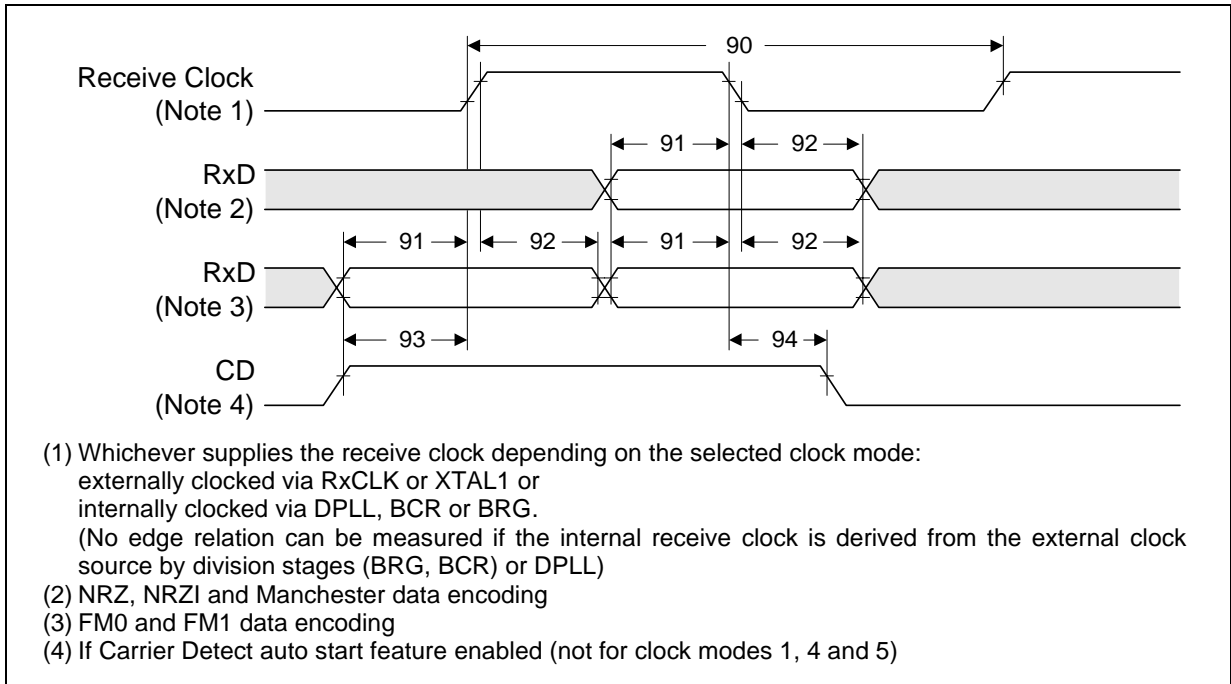 90
Receive Clock
(Note 1)
91 92
RxD
(Note 2)
91 92 91 92
RxD
(Note 3)
93 94
CD
(Note 4)
(1) Whichever supplies the receive clock depending on the selected clock mode:
externally clocked via RxCLK or XTAL1 or
internally clocked via DPLL, BCR or BRG.
(No edge relation can be measured if the internal receive clock is derived from the external clock
source by division stages (BRG, BCR) or DPLL)
(2) NRZ, NRZI and Manchester data encoding
(3) FM0 and FM1 data encoding
(4) If Carrier Detect auto start feature enabled (not for clock modes 1, 4 and 5)